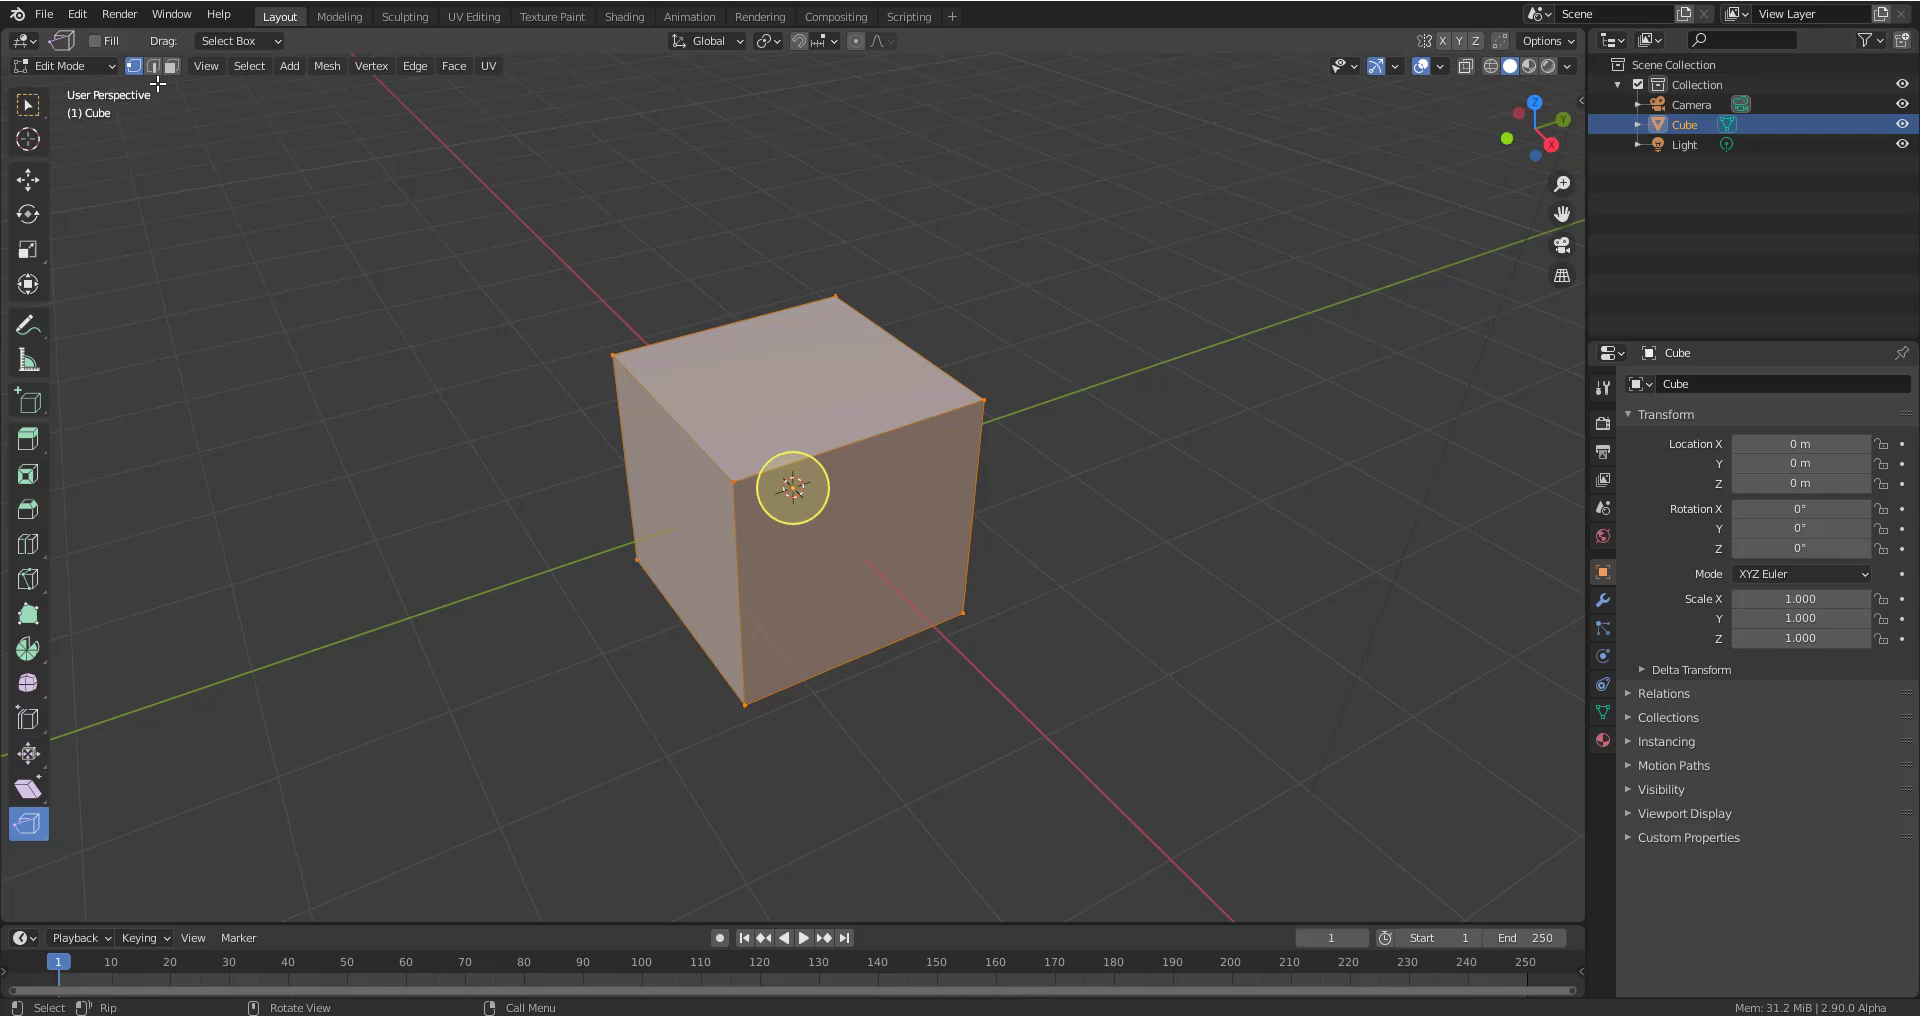 File Edit Render Window Help Layout Modeling Sculpting UV Editing Texture Paint Shading Animation Rendering Compositing Scripting + Scene View Layer
Fill Drag: Select Box Global X Y Z Options
Edit Mode View Select Add Mesh Vertex Edge Face UV
User Perspective
(1) Cube
Z
Y
X
Scene Collection
Collection
Camera
Cube
Light
Cube
Cube
Transform
Location X 0 m
Y 0 m
Z 0 m
Rotation X 0°
Y 0°
Z 0°
Mode XYZ Euler
Scale X 1.000
Y 1.000
Z 1.000
Delta Transform
Relations
Collections
Instancing
Motion Paths
Visibility
Viewport Display
Custom Properties
Playback Keying View Marker 1 Start 1 End 250
1 10 20 30 40 50 60 70 80 90 100 110 120 130 140 150 160 170 180 190 200 210 220 230 240 250
Select Rip Rotate View Call Menu Mem: 31.2 MiB | 2.90.0 Alpha